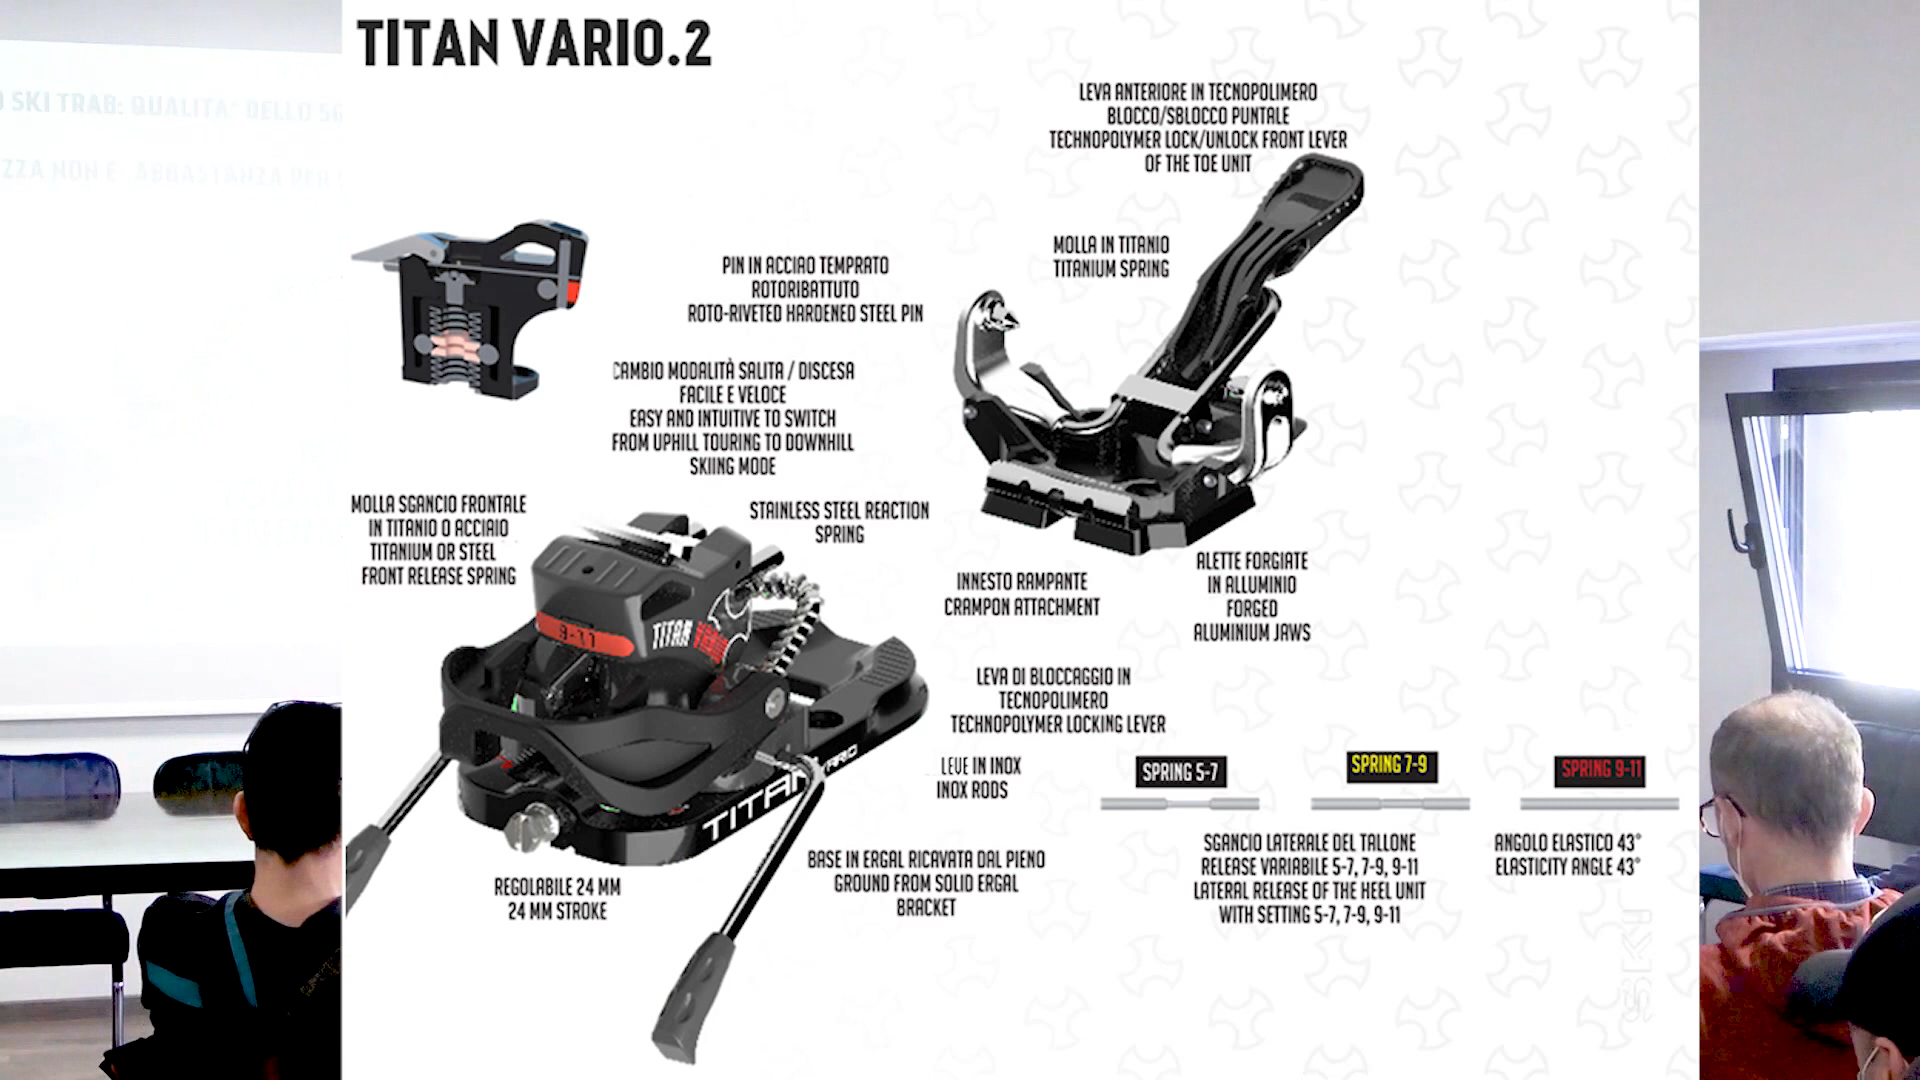 TITAN VARIO.2
SKI TRAB: QUALITA' DELLO
LEVA ANTERIORE IN TECNOPOLIMERO
BLOCCO/SBLOCCO PUNTALE
TECHNOPOLYMER LOCK/UNLOCK FRONT LEVER
OF THE TOE UNIT
MOLLA IN TITANIO
TITANIUM SPRING
PIN IN ACCIAO TEMPRATO
ROTORIBATTUTO
ROTO-RIVETED HARDENED STEEL PIN
CAMBIO MODALITÀ SALITA / DISCESA
FACILE E VELOCE
EASY AND INTUITIVE TO SWITCH
FROM UPHILL TOURING TO DOWNHILL
SKIING MODE
MOLLA SGANCIO FRONTALE
IN TITANIO O ACCIAIO
TITANIUM OR STEEL
FRONT RELEASE SPRING
STAINLESS STEEL REACTION
SPRING
9-11
TITAN
VARIO
INNESTO RAMPANTE
CRAMPON ATTACHMENT
ALETTE FORGIATE
IN ALLUMINIO
FORGED
ALUMINIUM JAWS
LEVA DI BLOCCAGGIO IN
TECNOPOLIMERO
TECHNOPOLYMER LOCKING LEVER
LEVE IN INOX
INOX RODS
TITAN VARIO
SPRING 5-7
SPRING 7-9
SPRING 9-11
REGOLABILE 24 MM
24 MM STROKE
BASE IN ERGAL RICAVATA DAL PIENO
GROUND FROM SOLID ERGAL
BRACKET
SGANCIO LATERALE DEL TALLONE
RELEASE VARIABILE 5-7, 7-9, 9-11
LATERAL RELEASE OF THE HEEL UNIT
WITH SETTING 5-7, 7-9, 9-11
ANGOLO ELASTICO 43°
ELASTICITY ANGLE 43°